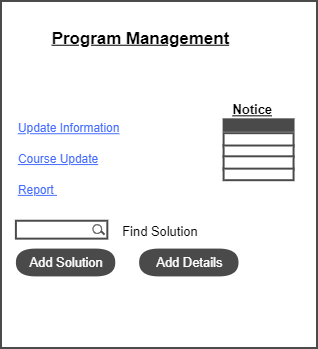 Program Management
Notice
Update Information
Course Update
Report
Find Solution
Add Solution
Add Details